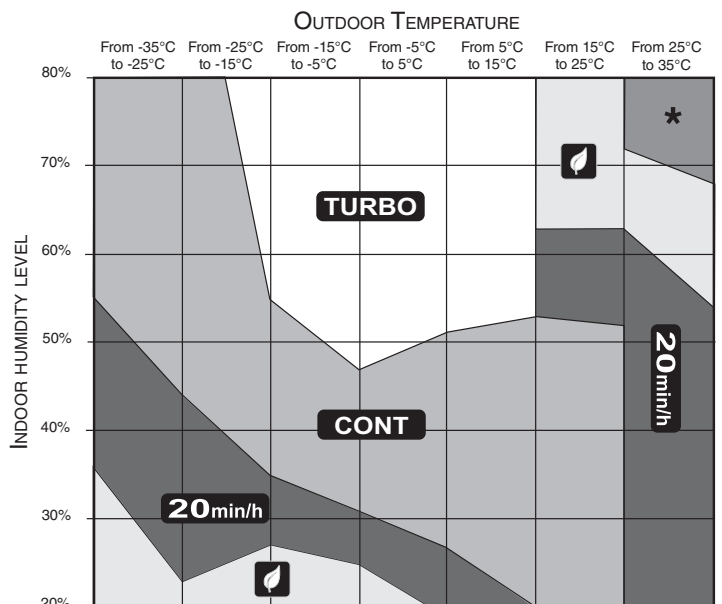 OUTDOOR TEMPERATURE
From -35°C From -25°C From -15°C From -5°C From 5°C From 15°C From 25°C
to -25°C to -15°C to -5°C to 5°C to 15°C to 25°C to 35°C
80%
*
70%
TURBO
60%
INDOOR HUMIDITY LEVEL
50%
20min/h
40%
CONT
30%
20min/h
20%